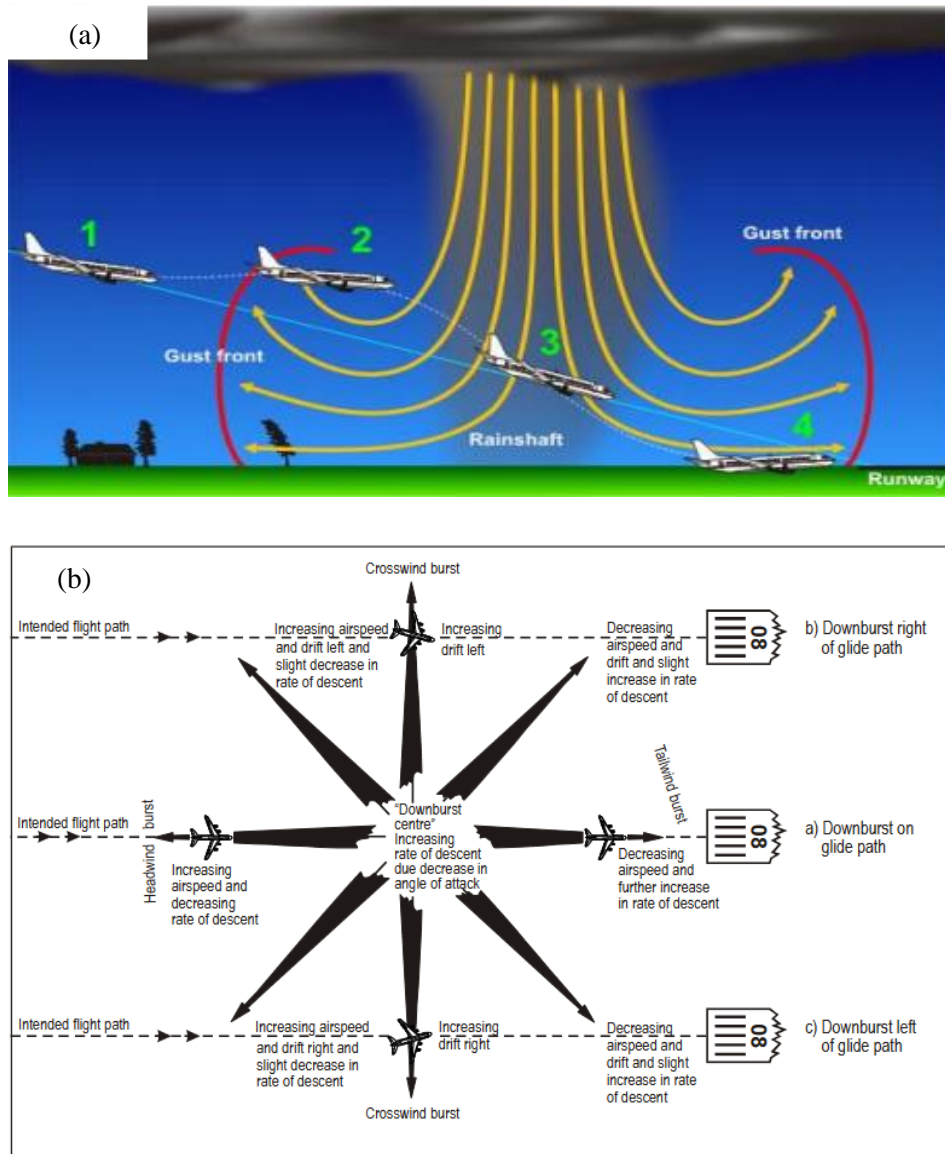 (a)
1
2
Gust front
3
Gust front
4
Rainshaft
Runway
(b)
Crosswind burst
Intended flight path
Increasing airspeed
and drift left and
slight decrease in
rate of descent
Increasing
drift left
Decreasing
airspeed and
drift and slight
increase in rate
of descent
08
b) Downburst right
of glide path
Intended flight path
Headwind burst
Increasing
airspeed and
decreasing
rate of descent
"Downburst
centre"
Increasing
rate of descent
due decrease in
angle of attack
Tailwind burst
Decreasing
airspeed and
further increase
in rate of descent
08
a) Downburst on
glide path
Intended flight path
Increasing airspeed
and drift right and
slight decrease in
rate of descent
Increasing
drift right
Decreasing
airspeed and
drift and slight
increase in rate
of descent
08
c) Downburst left
of glide path
Crosswind burst